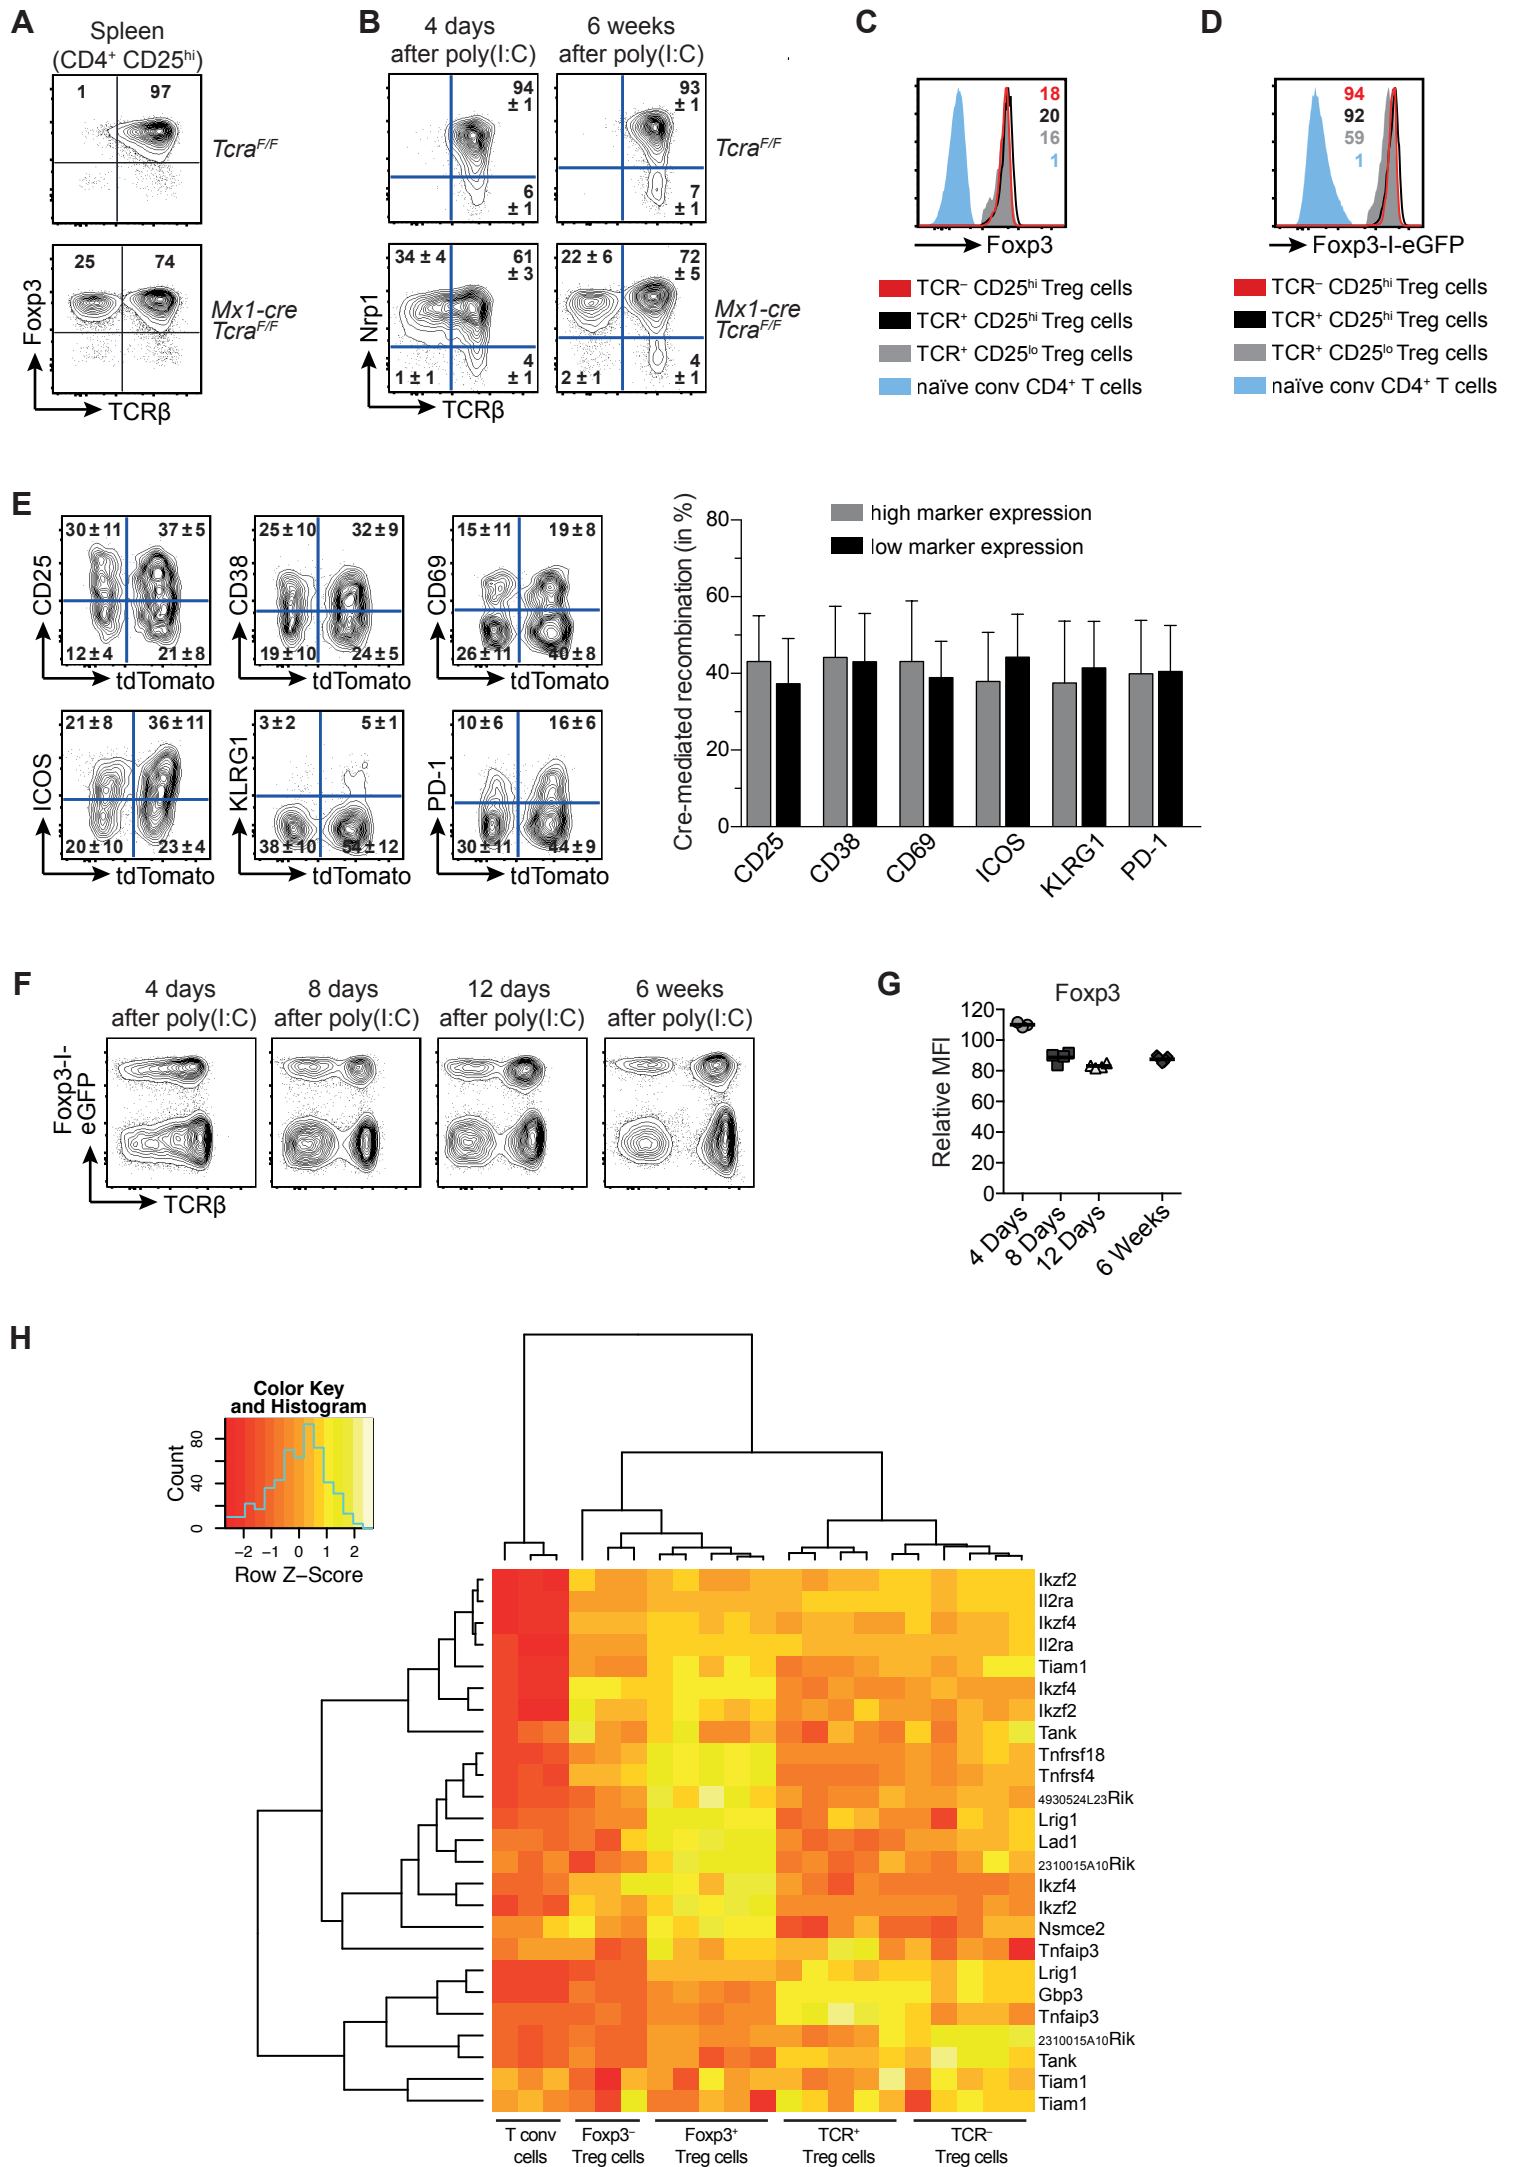 A
Spleen
(CD4⁺ CD25ʰⁱ)
1
97
Tcraꟳ/ꟳ
25
74
Mx1-cre
Tcraꟳ/ꟳ
Foxp3
TCRβ
B
4 days
after poly(I:C)
6 weeks
after poly(I:C)
94
± 1
6
± 1
93
± 1
7
± 1
Tcraꟳ/ꟳ
34 ± 4
61
± 3
1 ± 1
4
± 1
22 ± 6
72
± 5
2 ± 1
4
± 1
Mx1-cre
Tcraꟳ/ꟳ
Nrp1
TCRβ
C
18
20
16
1
Foxp3
TCR⁻ CD25ʰⁱ Treg cells
TCR⁺ CD25ʰⁱ Treg cells
TCR⁺ CD25ˡᵒ Treg cells
naïve conv CD4⁺ T cells
D
94
92
59
1
Foxp3-I-eGFP
TCR⁻ CD25ʰⁱ Treg cells
TCR⁺ CD25ʰⁱ Treg cells
TCR⁺ CD25ˡᵒ Treg cells
naïve conv CD4⁺ T cells
E
30 ± 11
37 ± 5
12 ± 4
21 ± 8
CD25
tdTomato
25 ± 10
32 ± 9
19 ± 10
24 ± 5
CD38
tdTomato
15 ± 11
19 ± 8
26 ± 11
40 ± 8
CD69
tdTomato
21 ± 8
36 ± 11
20 ± 10
23 ± 4
ICOS
tdTomato
3 ± 2
5 ± 1
38 ± 10
54 ± 12
KLRG1
tdTomato
10 ± 6
16 ± 6
30 ± 11
44 ± 9
PD-1
tdTomato
Cre-mediated recombination (in %)
80
60
40
20
0
high marker expression
low marker expression
CD25
CD38
CD69
ICOS
KLRG1
PD-1
F
4 days
after poly(I:C)
8 days
after poly(I:C)
12 days
after poly(I:C)
6 weeks
after poly(I:C)
Foxp3-I-
eGFP
TCRβ
G
Foxp3
Relative MFI
120
100
80
60
40
20
0
4 Days
8 Days
12 Days
6 Weeks
H
Color Key
and Histogram
Count
0 40 80
−2 −1 0 1 2
Row Z−Score
Ikzf2
Il2ra
Ikzf4
Il2ra
Tiam1
Ikzf4
Ikzf2
Tank
Tnfrsf18
Tnfrsf4
4930524L23Rik
Lrig1
Lad1
2310015A10Rik
Ikzf4
Ikzf2
Nsmce2
Tnfaip3
Lrig1
Gbp3
Tnfaip3
2310015A10Rik
Tank
Tiam1
Tiam1
T conv
cells
Foxp3⁻
Treg cells
Foxp3⁺
Treg cells
TCR⁺
Treg cells
TCR⁻
Treg cells